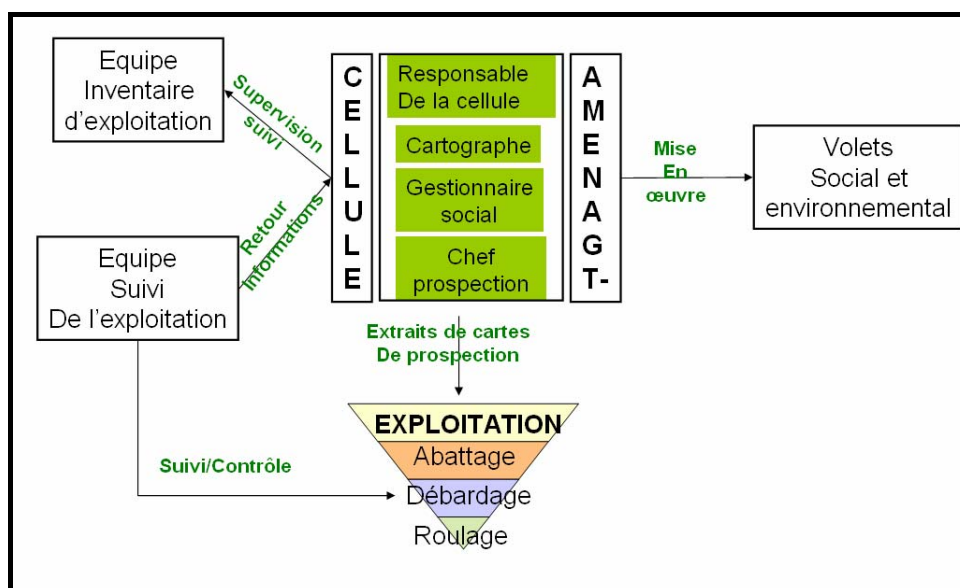 Equipe
Inventaire
d'exploitation
Supervision
suivi
Retour
Informations
Equipe
Suivi
De l'exploitation
CELLULE
Responsable
De la cellule
Cartographe
Gestionnaire
social
Chef
prospection
AMENAGT-
Mise
En
œuvre
Volets
Social et
environnemental
Extraits de cartes
De prospection
Suivi/Contrôle
EXPLOITATION
Abattage
Débardage
Roulage